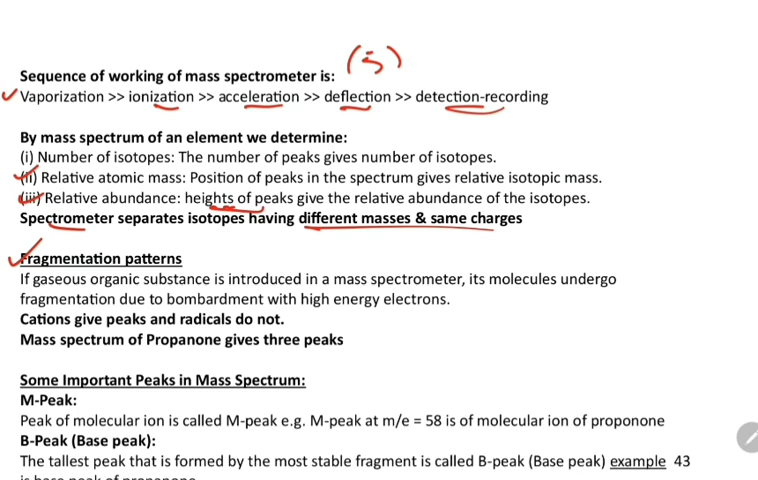 (5)
Sequence of working of mass spectrometer is:
Vaporization >> ionization >> acceleration >> deflection >> detection-recording
By mass spectrum of an element we determine:
(i) Number of isotopes: The number of peaks gives number of isotopes.
(ii) Relative atomic mass: Position of peaks in the spectrum gives relative isotopic mass.
(iii) Relative abundance: heights of peaks give the relative abundance of the isotopes.
Spectrometer separates isotopes having different masses & same charges
Fragmentation patterns
If gaseous organic substance is introduced in a mass spectrometer, its molecules undergo
fragmentation due to bombardment with high energy electrons.
Cations give peaks and radicals do not.
Mass spectrum of Propanone gives three peaks
Some Important Peaks in Mass Spectrum:
M-Peak:
Peak of molecular ion is called M-peak e.g. M-peak at m/e = 58 is of molecular ion of proponone
B-Peak (Base peak):
The tallest peak that is formed by the most stable fragment is called B-peak (Base peak) example 43
is base peak of propanone